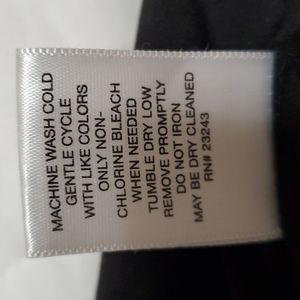 MACHINE WASH COLD
GENTLE CYCLE
WITH LIKE COLORS
ONLY NON-
CHLORINE BLEACH
WHEN NEEDED
TUMBLE DRY LOW
REMOVE PROMPTLY
DO NOT IRON
MAY BE DRY CLEANED
RN# 23243